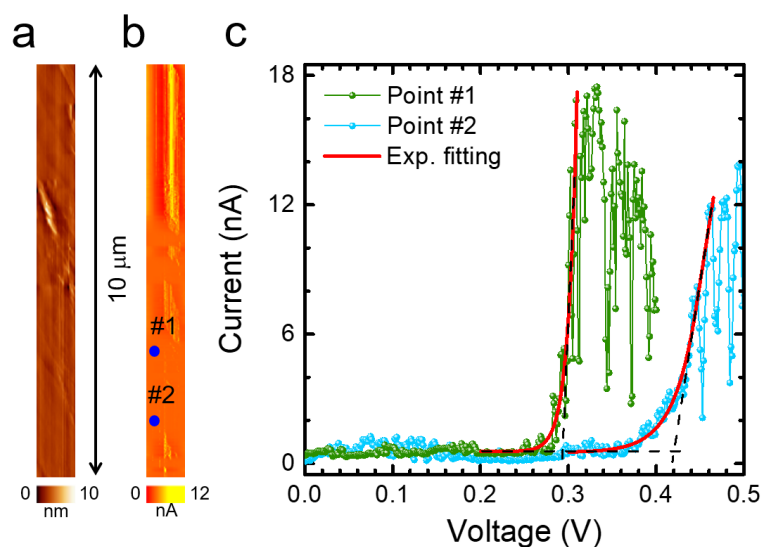 a
b
c
10 μm
#1
#2
0
10
nm
0
12
nA
Current (nA)
18
12
6
0
Point #1
Point #2
Exp. fitting
0.0
0.1
0.2
0.3
0.4
0.5
Voltage (V)